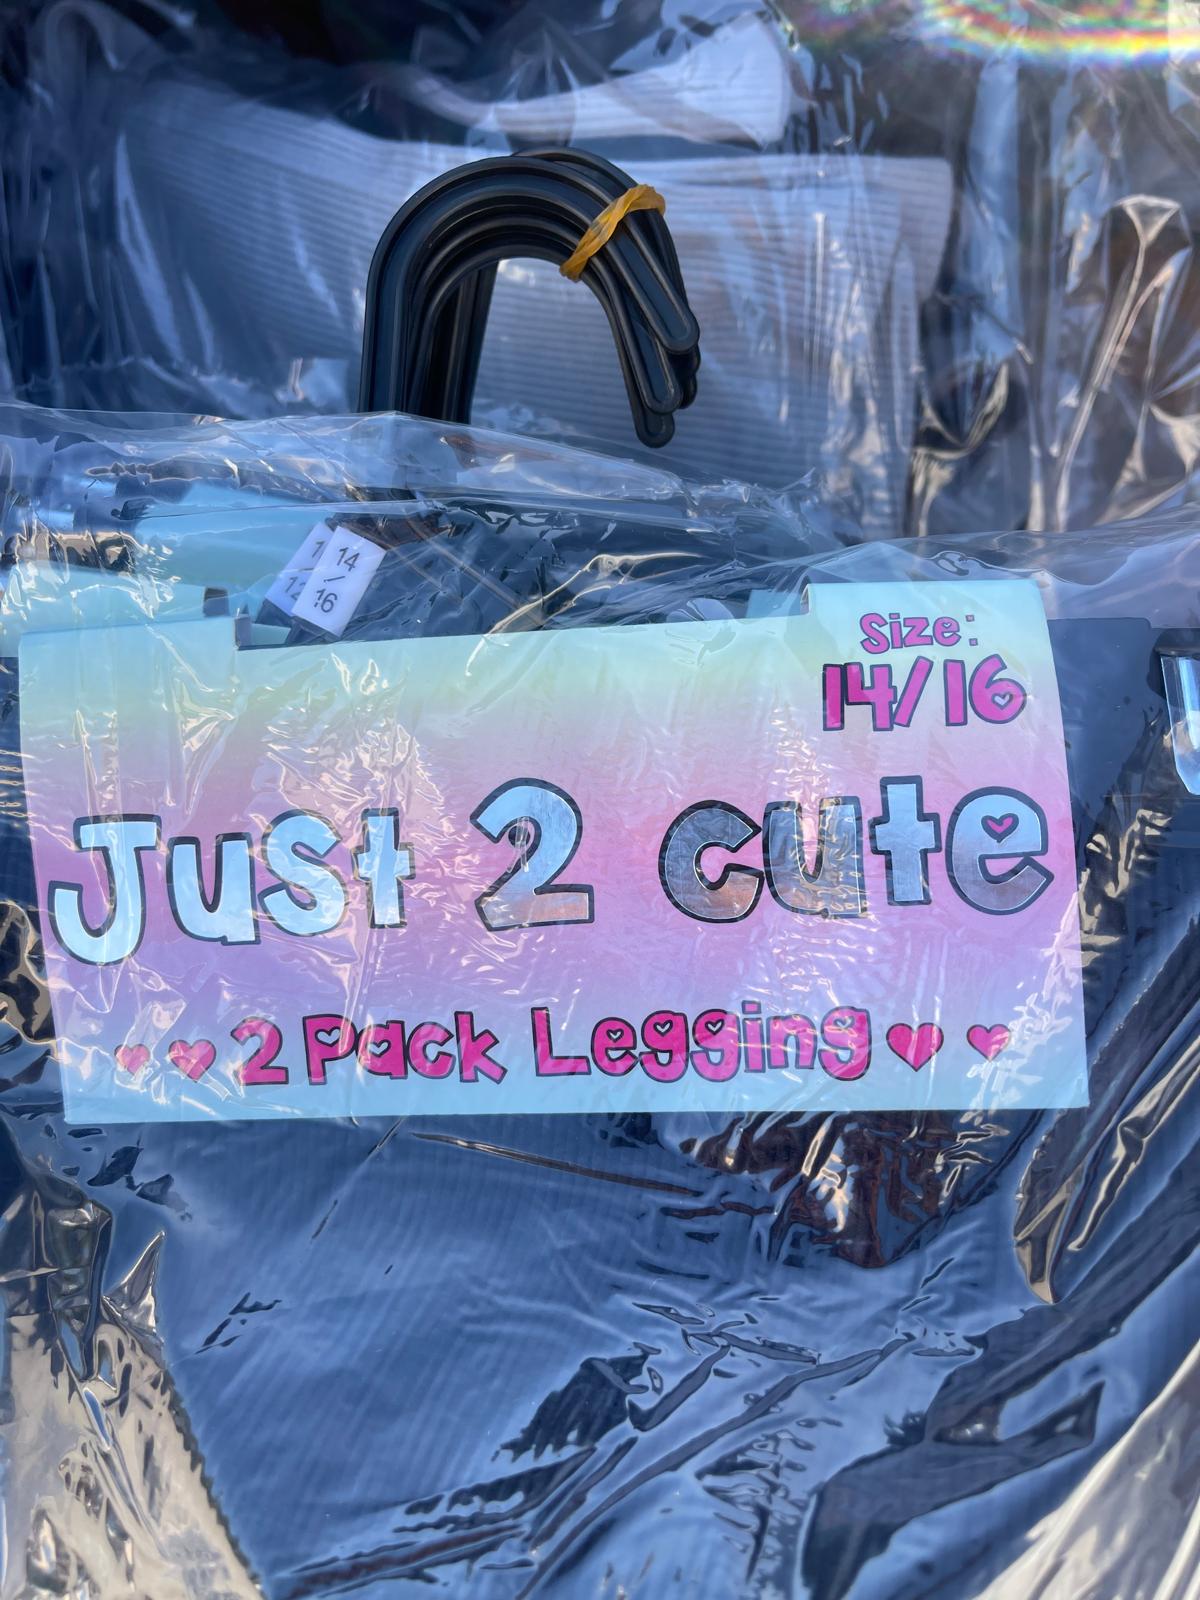 14
/
16
Size:
14/16
Just 2 cute
2 Pack Legging